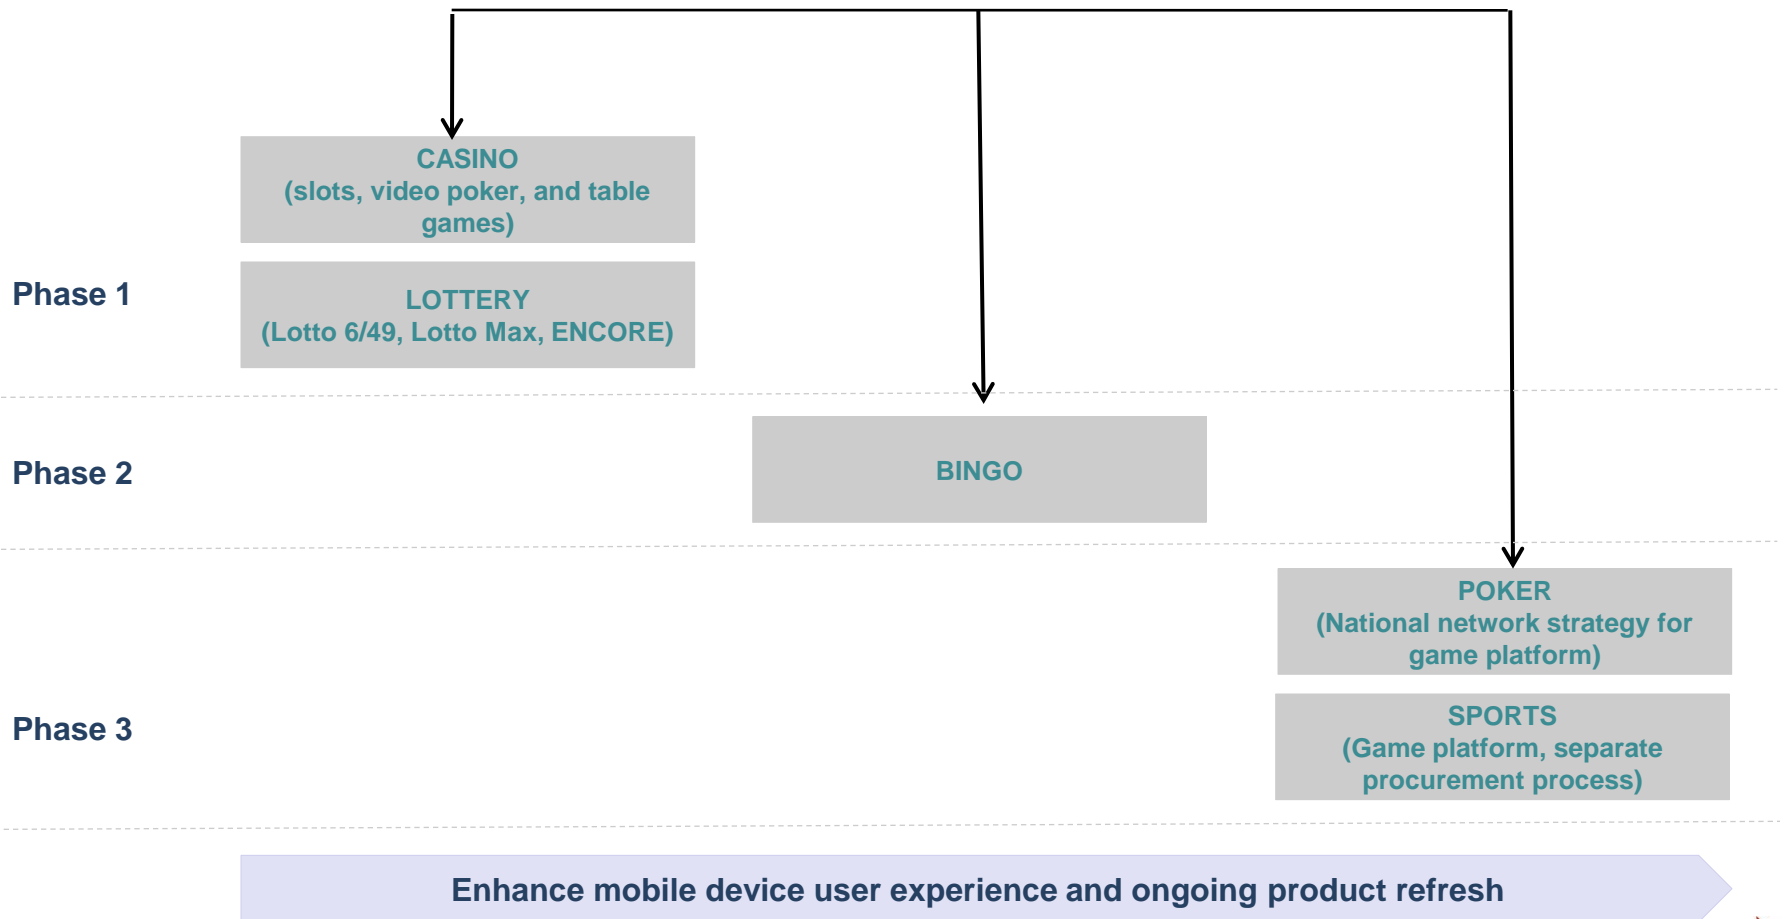 CASINO
(slots, video poker, and table
games)
Phase 1
LOTTERY
(Lotto 6/49, Lotto Max, ENCORE)
Phase 2
BINGO
POKER
(National network strategy for
game platform)
Phase 3
SPORTS
(Game platform, separate
procurement process)
Enhance mobile device user experience and ongoing product refresh